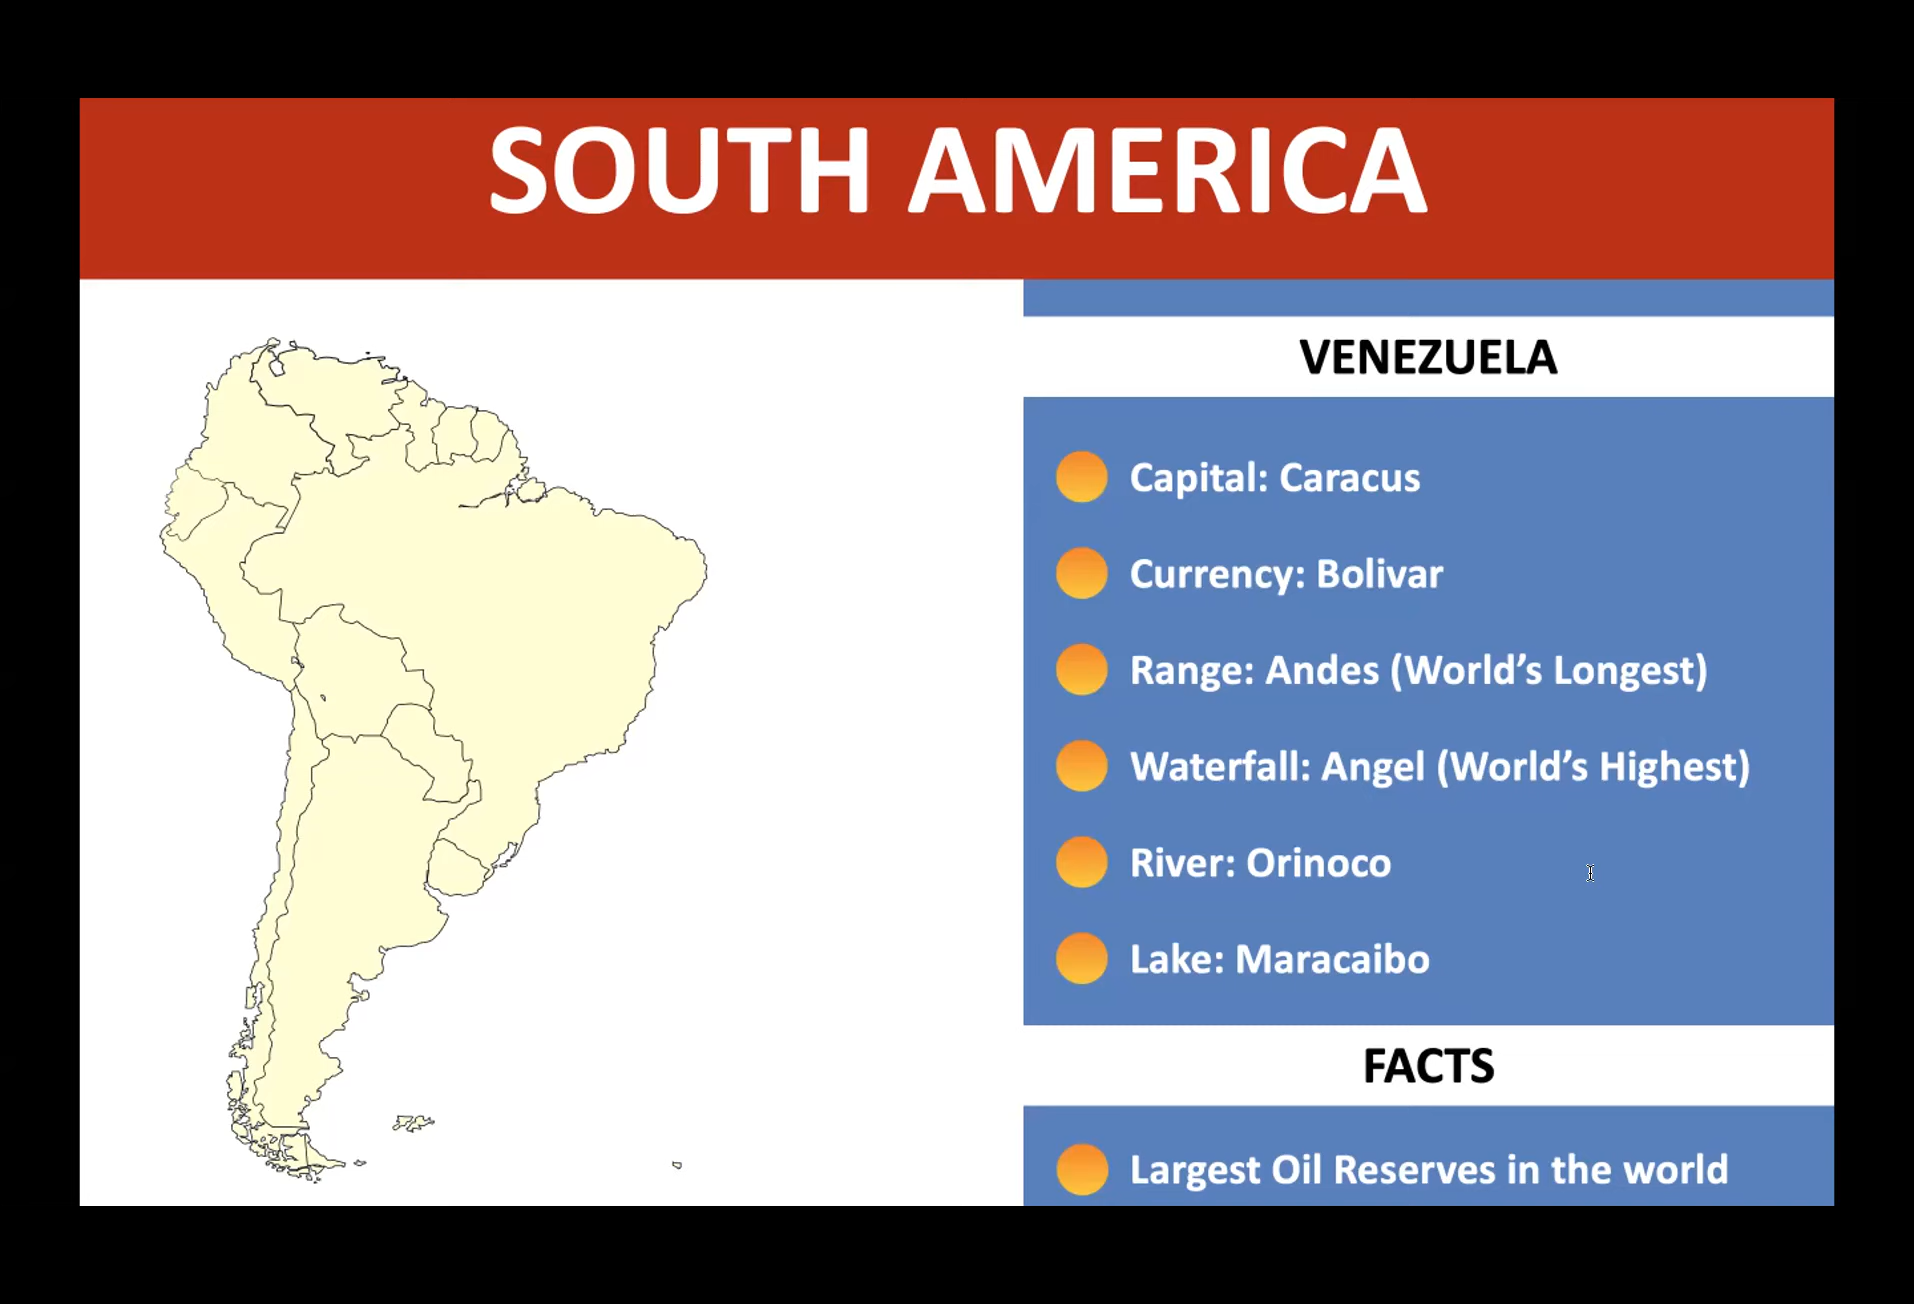 SOUTH AMERICA
VENEZUELA
Capital: Caracus
Currency: Bolivar
Range: Andes (World’s Longest)
Waterfall: Angel (World’s Highest)
River: Orinoco
Lake: Maracaibo
FACTS
Largest Oil Reserves in the world